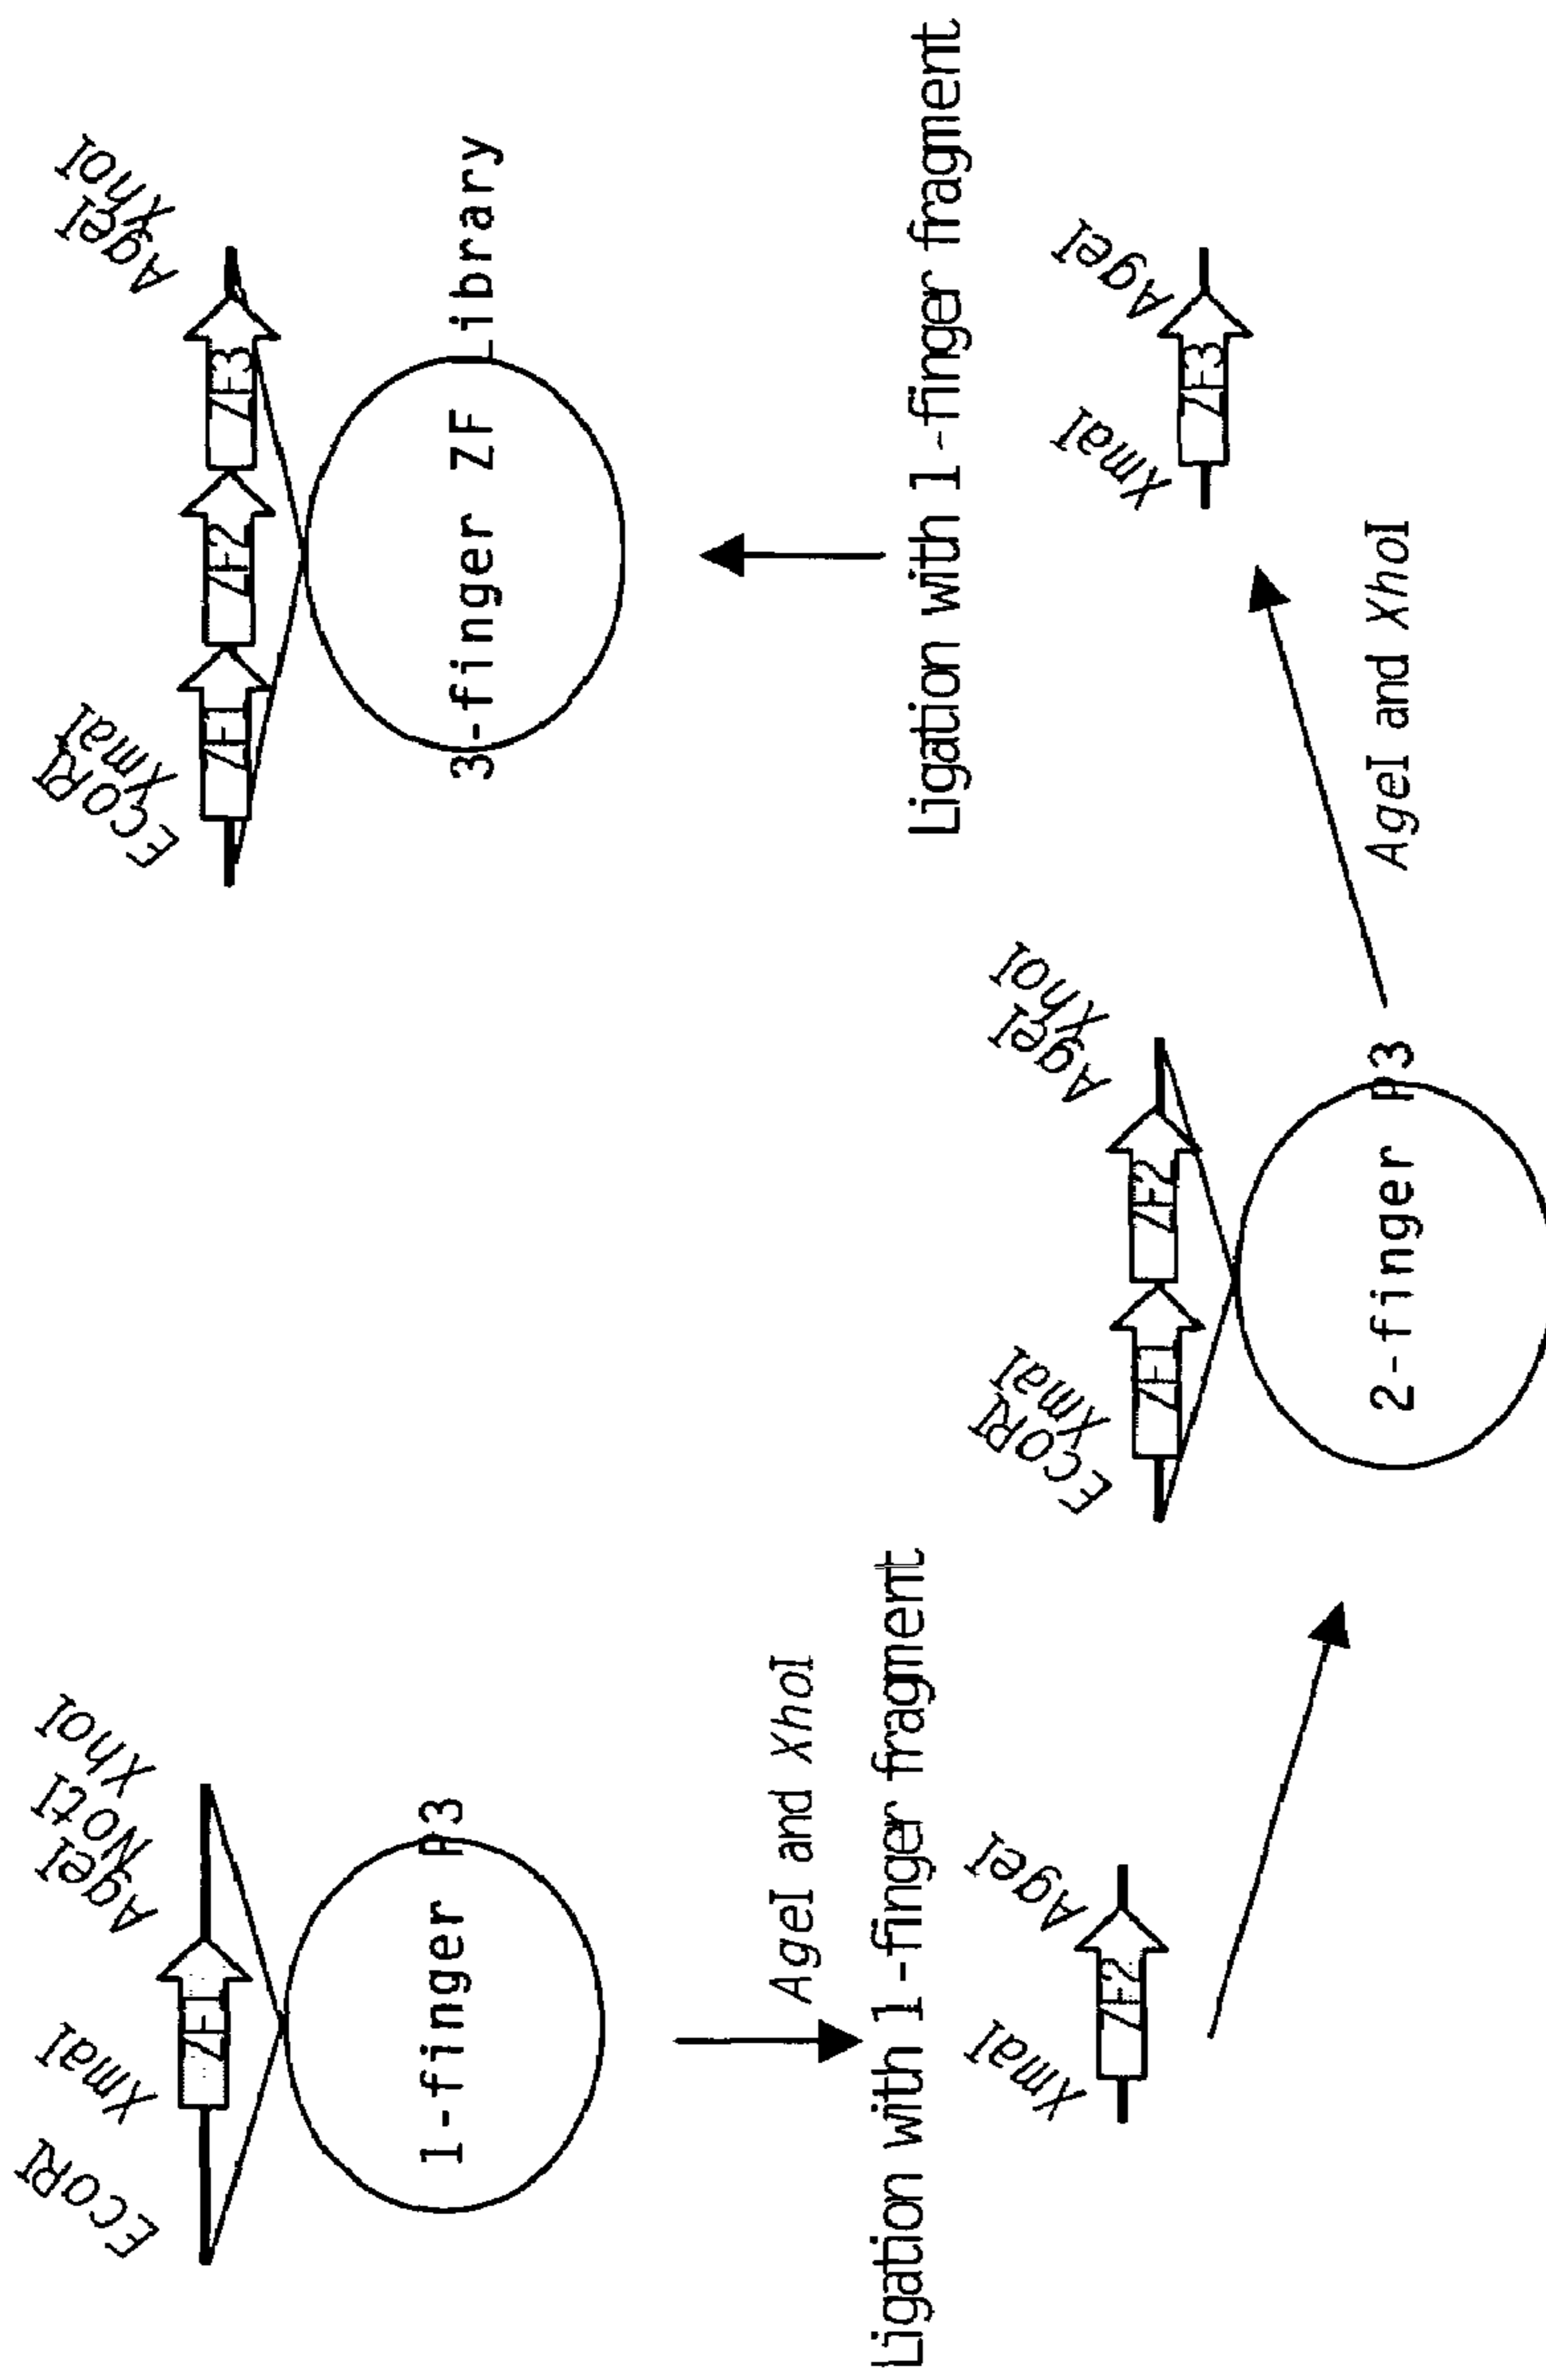 EcoRI
XmaI
AgeI
NotI
XhoI
ZF1
1-finger P3
AgeI and XhoI
Ligation with 1-finger fragment
XmaI
AgeI
ZF2
EcoRI
XmaI
AgeI
XhoI
ZF1
ZF2
2-finger P3
AgeI and XhoI
XmaI
AgeI
ZF3
Ligation with 1-finger fragment
EcoRI
XmaI
AgeI
XhoI
ZF1
ZF2
ZF3
3-finger ZF Library